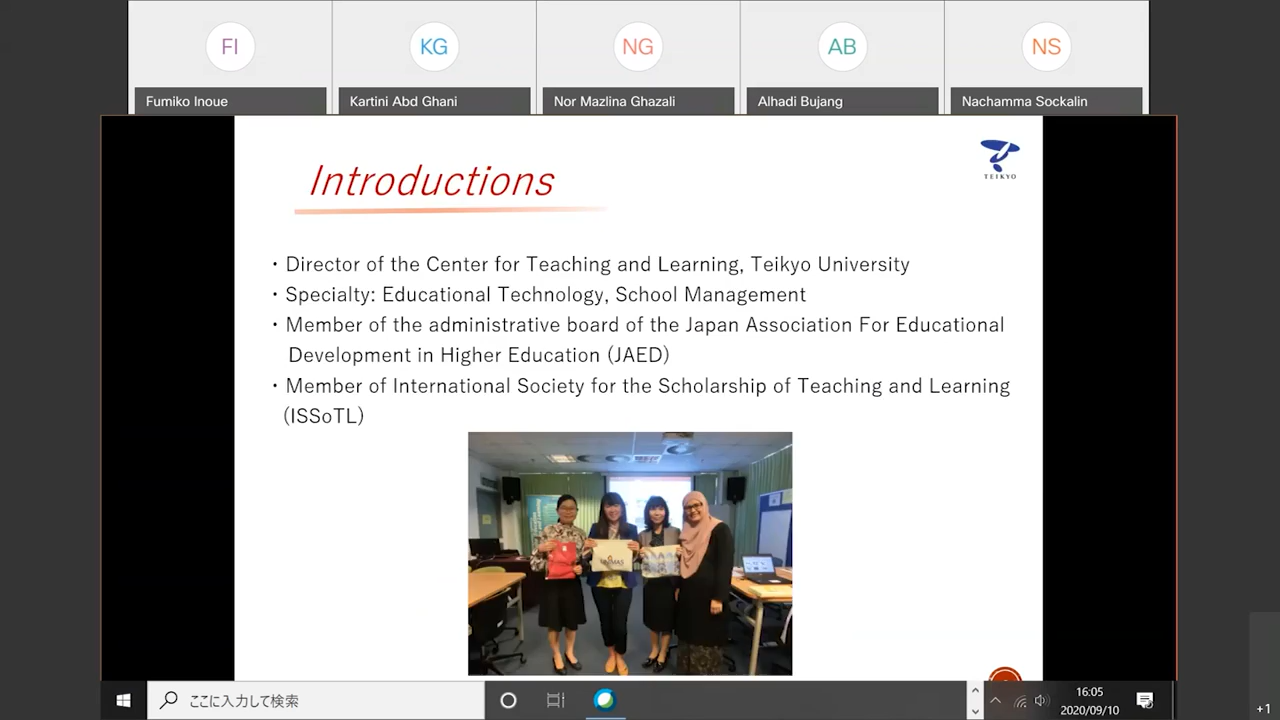 FI
KG
NG
AB
NS
Fumiko Inoue
Kartini Abd Ghani
Nor Mazlina Ghazali
Alhadi Bujang
Nachamma Sockalin
Introductions
TEIKYO
・Director of the Center for Teaching and Learning, Teikyo University
・Specialty: Educational Technology, School Management
・Member of the administrative board of the Japan Association For Educational
Development in Higher Education (JAED)
・Member of International Society for the Scholarship of Teaching and Learning
(ISSoTL)
UNIMAS
ここに入力して検索
16:05
2020/09/10
+1